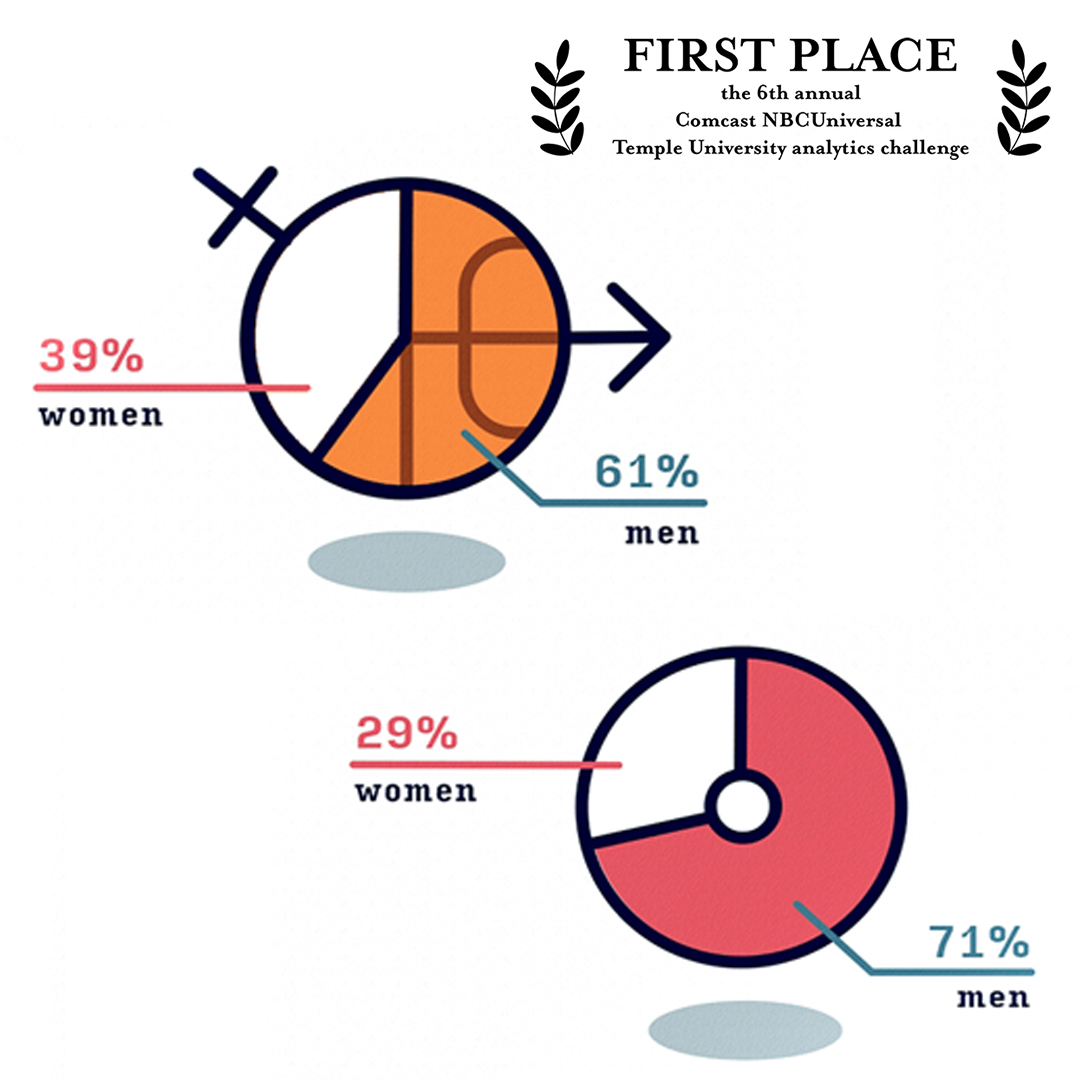 FIRST PLACE
the 6th annual
Comcast NBCUniversal
Temple University analytics challenge
39%
women
61%
men
29%
women
71%
men